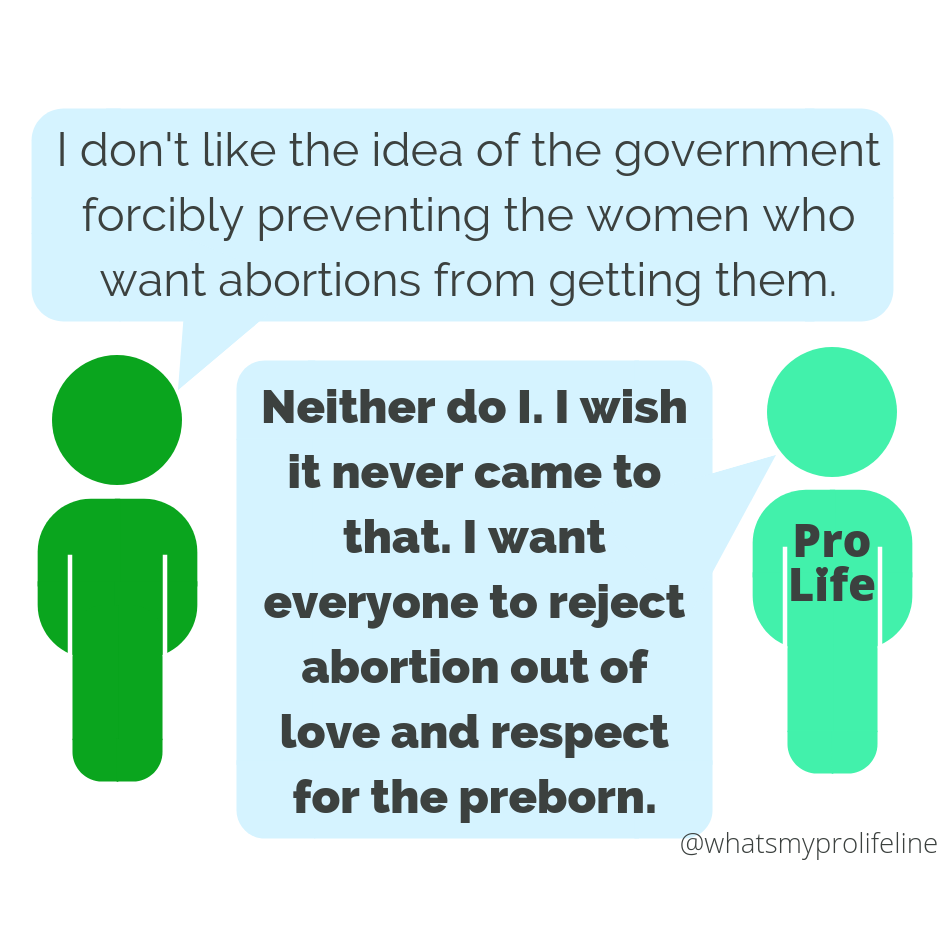 I don't like the idea of the government
forcibly preventing the women who
want abortions from getting them.
Neither do I. I wish
it never came to
that. I want
everyone to reject
abortion out of
love and respect
for the preborn.
Pro
Life
@whatsmyprolifeline